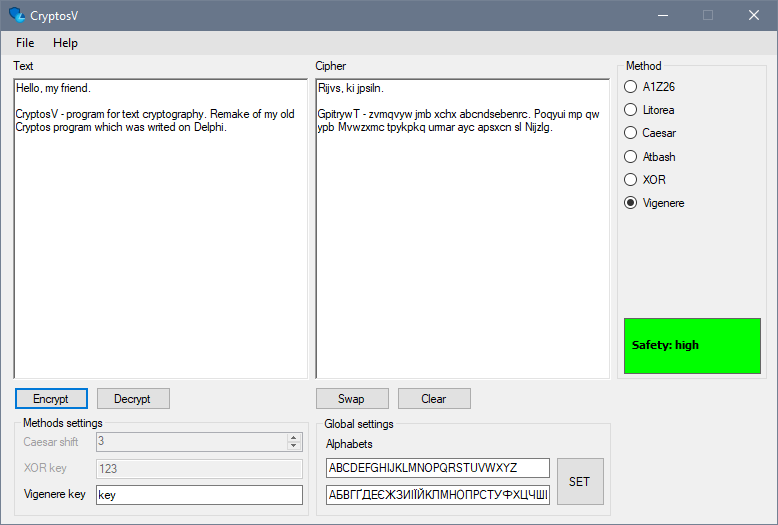 CryptosV
File Help
Text
Cipher
Method
Hello, my friend.
CryptosV - program for text cryptography. Remake of my old
Cryptos program which was writed on Delphi.
Rijvs, ki jpsiln.
GpitrywT - zvmqvyw jmb xchx abcndsebenrc. Poqyui mp qw
ypb Mvwzxmc tpykpkq urmar ayc apsxcn sl Nijzlg.
A1Z26
Litorea
Caesar
Atbash
XOR
Vigenere
Safety: high
Encrypt
Decrypt
Swap
Clear
Methods settings
Caesar shift
3
XOR key
123
Vigenere key
key
Global settings
Alphabets
ABCDEFGHIJKLMNOPQRSTUVWXYZ
АБВГҐДЕЄЖЗИІЇЙКЛМНОПРСТУФХЦЧШ
SET